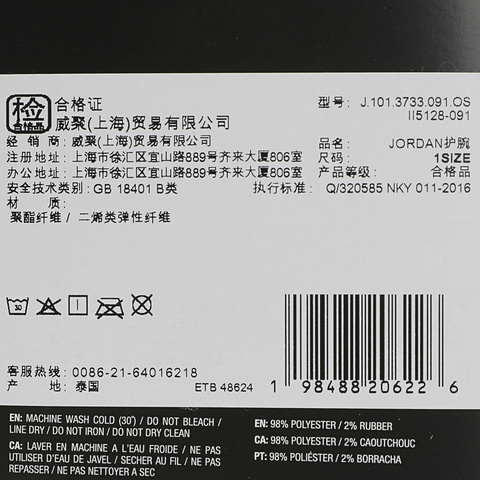 检 合格证
合格品 威聚(上海)贸易有限公司
型号: J.101.3733.091.OS
II5128-091
经销商: 威聚(上海)贸易有限公司
品名: JORDAN护腕
注册地址: 上海市徐汇区宜山路889号齐来大厦806室
尺码: 1SIZE
办公地址: 上海市徐汇区宜山路889号齐来大厦806室
产品等级: 合格品
安全技术类别: GB 18401 B类
执行标准: Q/320585 NKY 011-2016
材质:
聚酯纤维/ 二烯类弹性纤维
30
客服热线: 0086-21-64016218
产地: 泰国
ETB 48624
1 98488 20622 6
EN: MACHINE WASH COLD (30°) / DO NOT BLEACH /
LINE DRY / DO NOT IRON / DO NOT DRY CLEAN
CA: LAVER EN MACHINE A L'EAU FROIDE / NE PAS
UTILISER D'EAU DE JAVEL / SECHER AU FIL / NE PAS
REPASSER / NE PAS NETTOYER A SEC
EN: 98% POLYESTER / 2% RUBBER
CA: 98% POLYESTER / 2% CAOUTCHOUC
PT: 98% POLIÉSTER / 2% BORRACHA